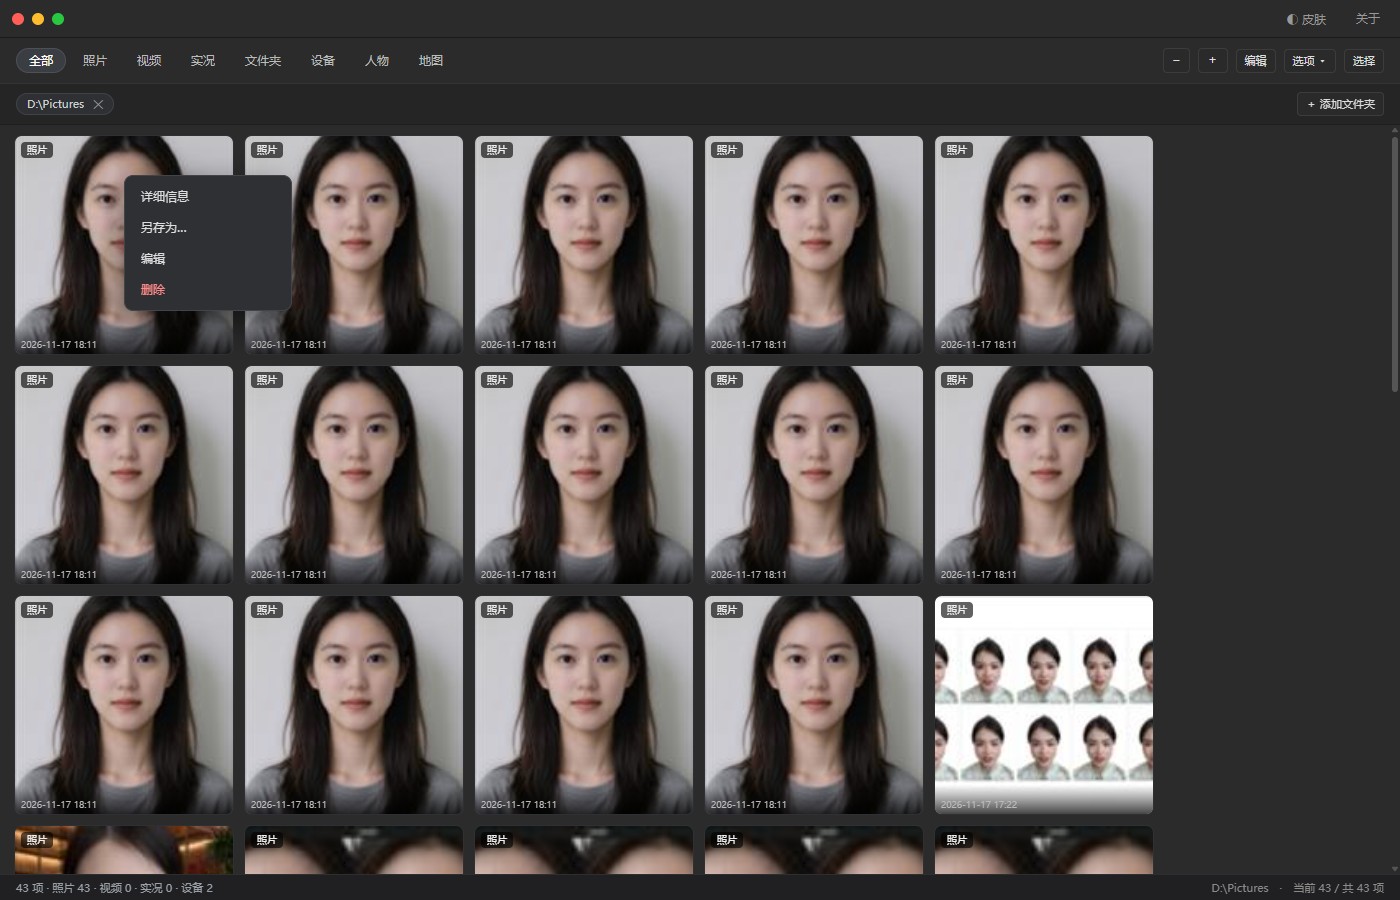 皮肤 关于
全部 照片 视频 实况 文件夹 设备 人物 地图 − + 编辑 选项 选择
D:\Pictures + 添加文件夹
照片 照片 照片 照片 照片
详细信息
另存为...
编辑
删除
2026-11-17 18:11 2026-11-17 18:11 2026-11-17 18:11 2026-11-17 18:11 2026-11-17 18:11
照片 照片 照片 照片 照片
2026-11-17 18:11 2026-11-17 18:11 2026-11-17 18:11 2026-11-17 18:11 2026-11-17 18:11
照片 照片 照片 照片 照片
2026-11-17 18:11 2026-11-17 18:11 2026-11-17 18:11 2026-11-17 18:11 2026-11-17 17:22
照片 照片 照片 照片 照片
43 项 · 照片 43 · 视频 0 · 实况 0 · 设备 2 D:\Pictures · 当前 43 / 共 43 项